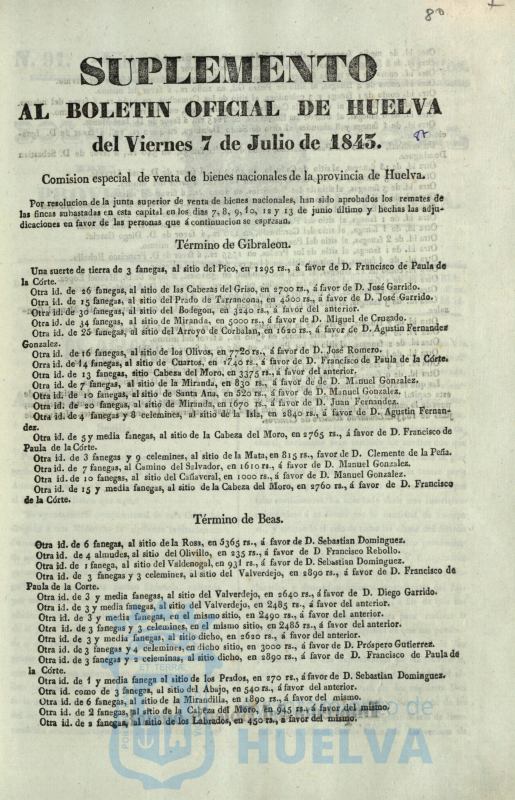 80
SUPLEMENTO
AL BOLETIN OFICIAL DE HUELVA
del Viernes 7 de Julio de 1843.
Comision especial de venta de bienes nacionales de la provincia de Huelva.
Por resolucion de la junta superior de venta de bienes nacionales, han sido aprobados los remates de
las fincas subastadas en esta capital en los dias 7, 8, 9, 10, 12 y 13 de junio último y hechas las adju-
dicaciones en favor de las personas que á continuacion se espresan.
Término de Gibraleon.
Una suerte de tierra de 3 fanegas, al sitio del Pico, en 1295 rs., á favor de D. Francisco de Paula de
la Córte.
Otra id. de 26 fanegas, al sitio de las Cabezas del Griso, en 2700 rs., á favor de D. José Garrido.
Otra id. de 15 fanegas, al sitio del Prado de Tarrancona, en 4500 rs., á favor de D. José Garrido.
Otra id. de 30 fanegas, al sitio del Bodegon, en 3240 rs., á favor del anterior.
Otra id. de 34 fanegas, al sitio de Miranda, en 5000 rs., á favor de D. Miguel de Cruzado.
Otra id. de 25 fanegas, al sitio del Arroyo de Corbalan, en 1620 rs., á favor de D. Agustin Fernandez
Gonzalez.
Otra id. de 16 fanegas, al sitio de los Olivos, en 7720 rs., á favor de D. José Romero.
Otra id. de 14 fanegas, al sitio de Cuartos, en 1740 rs., á favor de D. Francisco de Paula de la Córte.
Otra id. de 13 fanegas, sitio Cabeza del Moro, en 3375 rs., á favor del anterior.
Otra id. de 7 fanegas, al sitio de la Miranda, en 830 rs., á favor de de D. Manuel Gonzalez.
Otra id. de 10 fanegas, al sitio de Santa Ana, en 520 rs., á favor de D. Manuel Gonzalez.
Otra id. de 20 fanegas, al sitio de Miranda, en 1670 rs., á favor de D. Juan Fernandez.
Otra id. de 4 fanegas y 8 celemines, al sitio de la Isla, en 2840 rs., á favor de D. Agustin Fernan-
dez.
Otra id. de 5 y media fanegas, al sitio de la Cabeza del Moro, en 2765 rs., á favor de D. Francisco de
Paula de la Córte.
Otra id. de 3 fanegas y 9 celemines, al sitio de la Mata, en 815 rs., á favor de D. Clemente de la Peña.
Otra id. de 7 fanegas, al Camino del Salvador, en 1610 rs., á favor de D. Manuel Gonzalez.
Otra id. de 10 fanegas, al sitio del Cañaveral, en 1000 rs., á favor de D. Manuel Gonzalez.
Otra id. de 15 y media fanegas, al sitio de la Cabeza del Moro, en 2760 rs., á favor de D. Francisco
de la Córte.
Término de Beas.
Otra id. de 6 fanegas, al sitio de la Rosa, en 5365 rs., á favor de D. Sebastian Dominguez.
Otra id. de 4 almudes, al sitio del Olivillo, en 235 rs., á favor de D. Francisco Rebollo.
Otra id. de 1 fanega, al sitio del Valdenogal, en 931 rs., á favor de D. Sebastian Dominguez.
Otra id. de 3 fanegas y 3 celemines, al sitio del Valverdejo, en 2890 rs., á favor de D. Francisco de
Paula de la Corte.
Otra id. de 3 y media fanegas, al sitio del Valverdejo, en 2640 rs., á favor de D. Diego Garrido.
Otra id. de 3 y media fanegas, al sitio del Valverdejo, en 2485 rs., á favor del anterior.
Otra id. de 3 y media fanegas, en el mismo sitio, en 2490 rs., á favor del anterior.
Otra id. de 3 fanegas y 3 celemines, en el mismo sitio, en 2485 rs., á favor del anterior.
Otra id. de 3 y media fanegas, al sitio dicho, en 2620 rs., á favor del anterior.
Otra id. de 3 fanegas y 4 celemines, en dicho sitio, en 3000 rs., á favor de D. Próspero Gutierrez.
Otra id. de 3 fanegas y 2 celeminas, al sitio dicho, en 2890 rs., á favor de D. Francisco de Paula de
la Córte.
Otra id. de 1 y media fanega al sitio de los Prados, en 270 rs., á favor de D. Sebastian Dominguez.
Otra id. como de 3 fanegas, al sitio del Abajo, en 540 rs., á favor del anterior.
Otra id. de 6 fanegas, al sitio de la Mirandilla, en 1890 rs., á favor del mismo.
Otra id. de 2 fanegas, al sitio de la Cabeza del Moro, en 945 rs., á favor del mismo.
Otra id. de 2 fanegas, al sitio de los Labrados, en 450 rs., á favor del mismo.
HUELVA